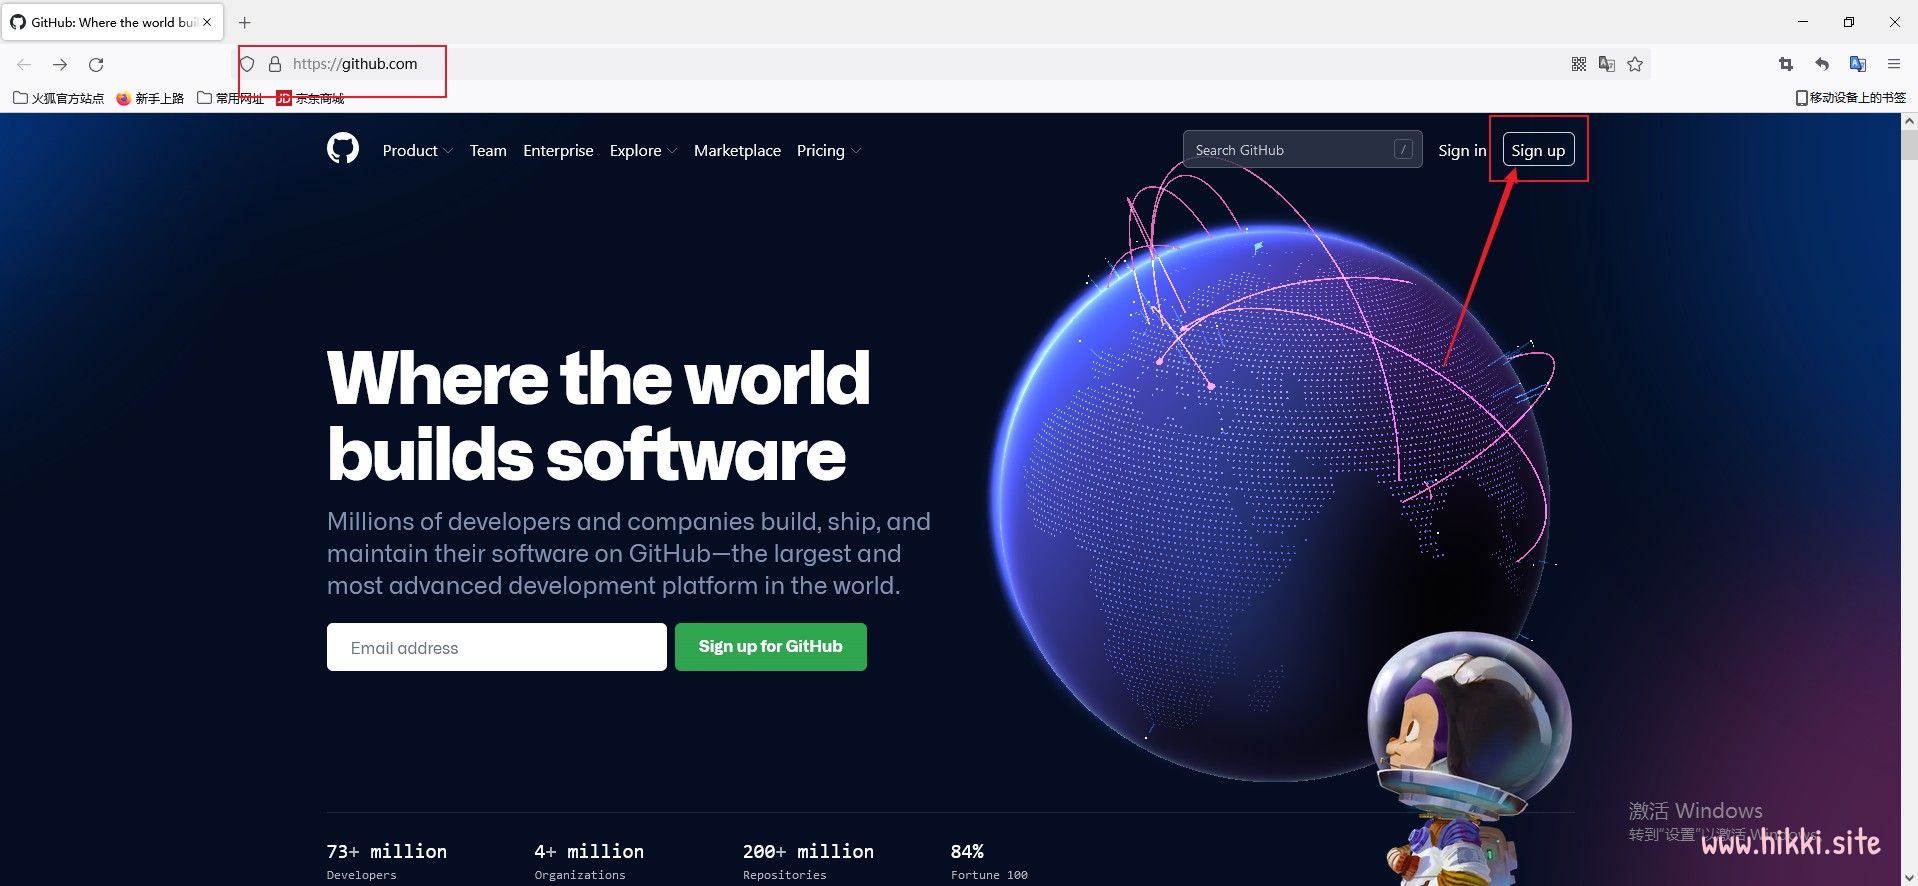 GitHub: Where the world buil
https://github.com
火狐官方站点 新手上路 常用网址 JD 京东商城 移动设备上的书签
Product Team Enterprise Explore Marketplace Pricing Search GitHub / Sign in Sign up
Where the world
builds software
Millions of developers and companies build, ship, and
maintain their software on GitHub—the largest and
most advanced development platform in the world.
Email address Sign up for GitHub
激活 Windows
转到"设置"以激活 Windows。
www.hikki.site
73+ million 4+ million 200+ million 84%
Developers Organizations Repositories Fortune 100